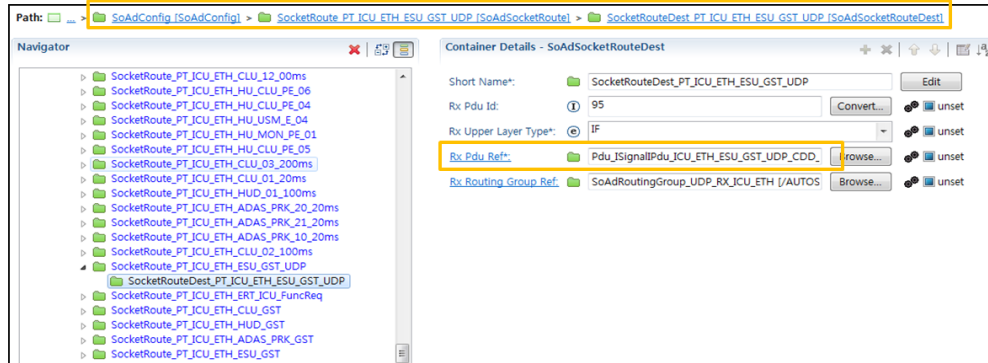 Path: ... > SoAdConfig [SoAdConfig] > SocketRoute_PT_ICU_ETH_ESU_GST_UDP [SoAdSocketRoute] > SocketRouteDest_PT_ICU_ETH_ESU_GST_UDP [SoAdSocketRouteDest]
Navigator
SocketRoute_PT_ICU_ETH_CLU_12_00ms
SocketRoute_PT_ICU_ETH_HU_CLU_PE_06
SocketRoute_PT_ICU_ETH_HU_CLU_PE_04
SocketRoute_PT_ICU_ETH_HU_USM_E_04
SocketRoute_PT_ICU_ETH_HU_MON_PE_01
SocketRoute_PT_ICU_ETH_HU_CLU_PE_05
SocketRoute_PT_ICU_ETH_CLU_03_200ms
SocketRoute_PT_ICU_ETH_CLU_01_20ms
SocketRoute_PT_ICU_ETH_HUD_01_100ms
SocketRoute_PT_ICU_ETH_ADAS_PRK_20_20ms
SocketRoute_PT_ICU_ETH_ADAS_PRK_21_20ms
SocketRoute_PT_ICU_ETH_ADAS_PRK_10_20ms
SocketRoute_PT_ICU_ETH_CLU_02_100ms
SocketRoute_PT_ICU_ETH_ESU_GST_UDP
SocketRouteDest_PT_ICU_ETH_ESU_GST_UDP
SocketRoute_PT_ICU_ETH_ERT_ICU_FuncReq
SocketRoute_PT_ICU_ETH_CLU_GST
SocketRoute_PT_ICU_ETH_HUD_GST
SocketRoute_PT_ICU_ETH_ADAS_PRK_GST
SocketRoute_PT_ICU_ETH_ESU_GST
Container Details - SoAdSocketRouteDest
Short Name*: SocketRouteDest_PT_ICU_ETH_ESU_GST_UDP Edit
Rx Pdu Id: I 95 Convert... unset
Rx Upper Layer Type*: e IF unset
Rx Pdu Ref*: Pdu_ISignalIPdu_ICU_ETH_ESU_GST_UDP_CDD_ Browse... unset
Rx Routing Group Ref: SoAdRoutingGroup_UDP_RX_ICU_ETH [/AUTOS Browse... unset